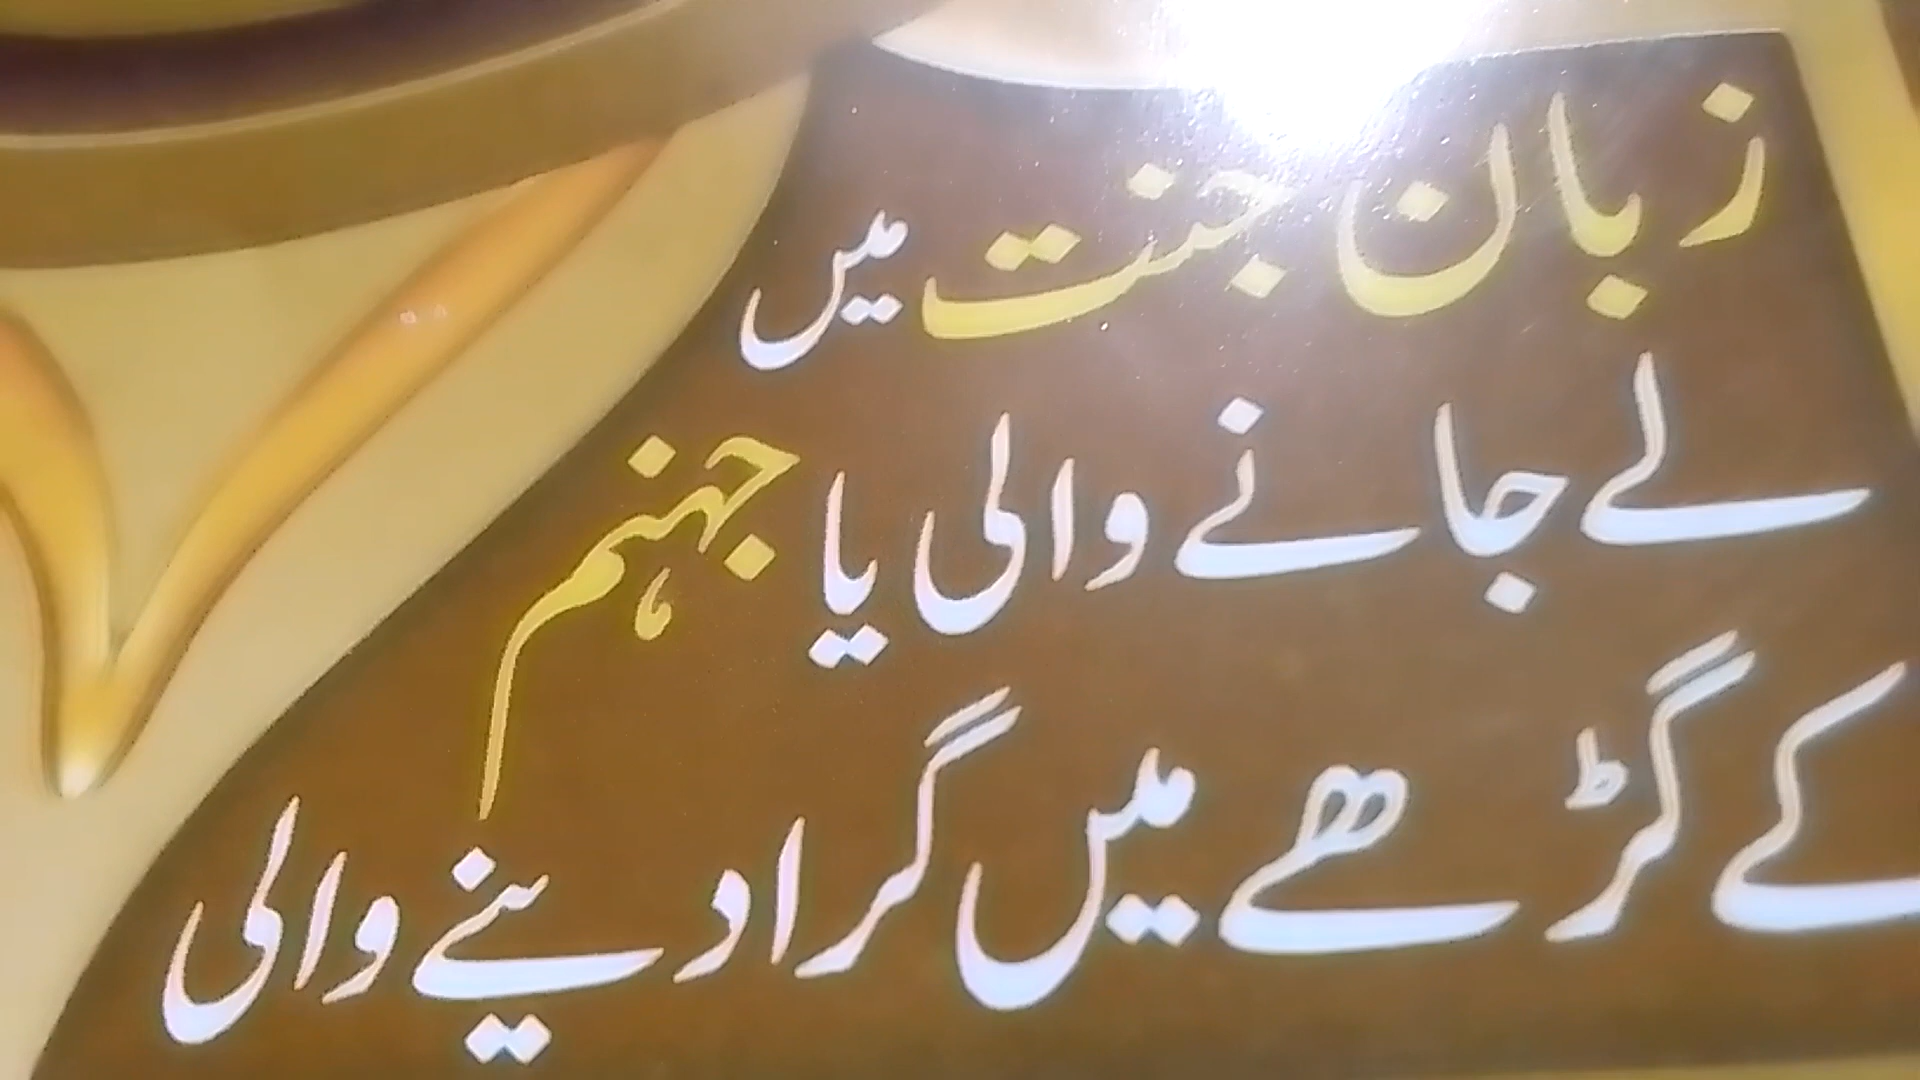 زبان جنت میں
لے جانے والی یا جہنم
کے گڑھے میں گرا دینے والی